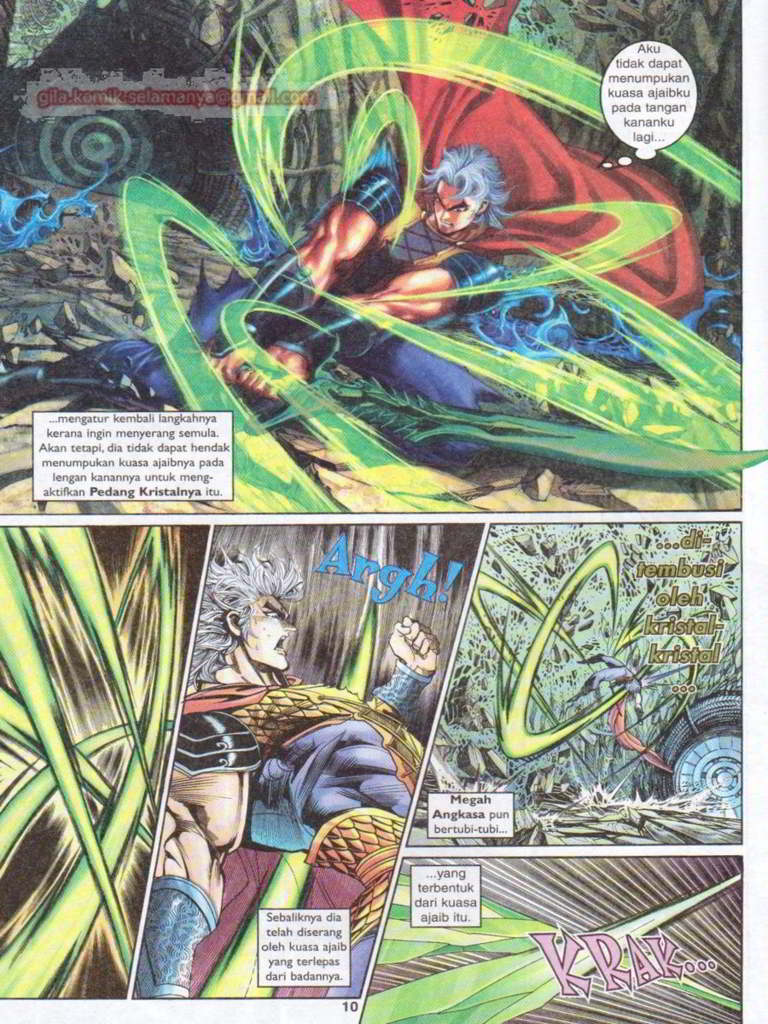 gila-komik-selamanya@gmail.com
Aku
tidak dapat
menumpukan
kuasa ajaibku
pada tangan
kananku
lagi...
...mengatur kembali langkahnya
kerana ingin menyerang semula.
Akan tetapi, dia tidak dapat hendak
menumpukan kuasa ajaibnya pada
lengan kanannya untuk meng-
aktifkan Pedang Kristalnya itu.
Argh!
Sebaliknya dia
telah diserang
oleh kuasa ajaib
yang terlepas
dari badannya.
Megah
Angkasa pun
bertubi-tubi...
...di-
tembusi
oleh
kristal-
kristal
...
...yang
terbentuk
dari kuasa
ajaib itu.
KRAK...
10